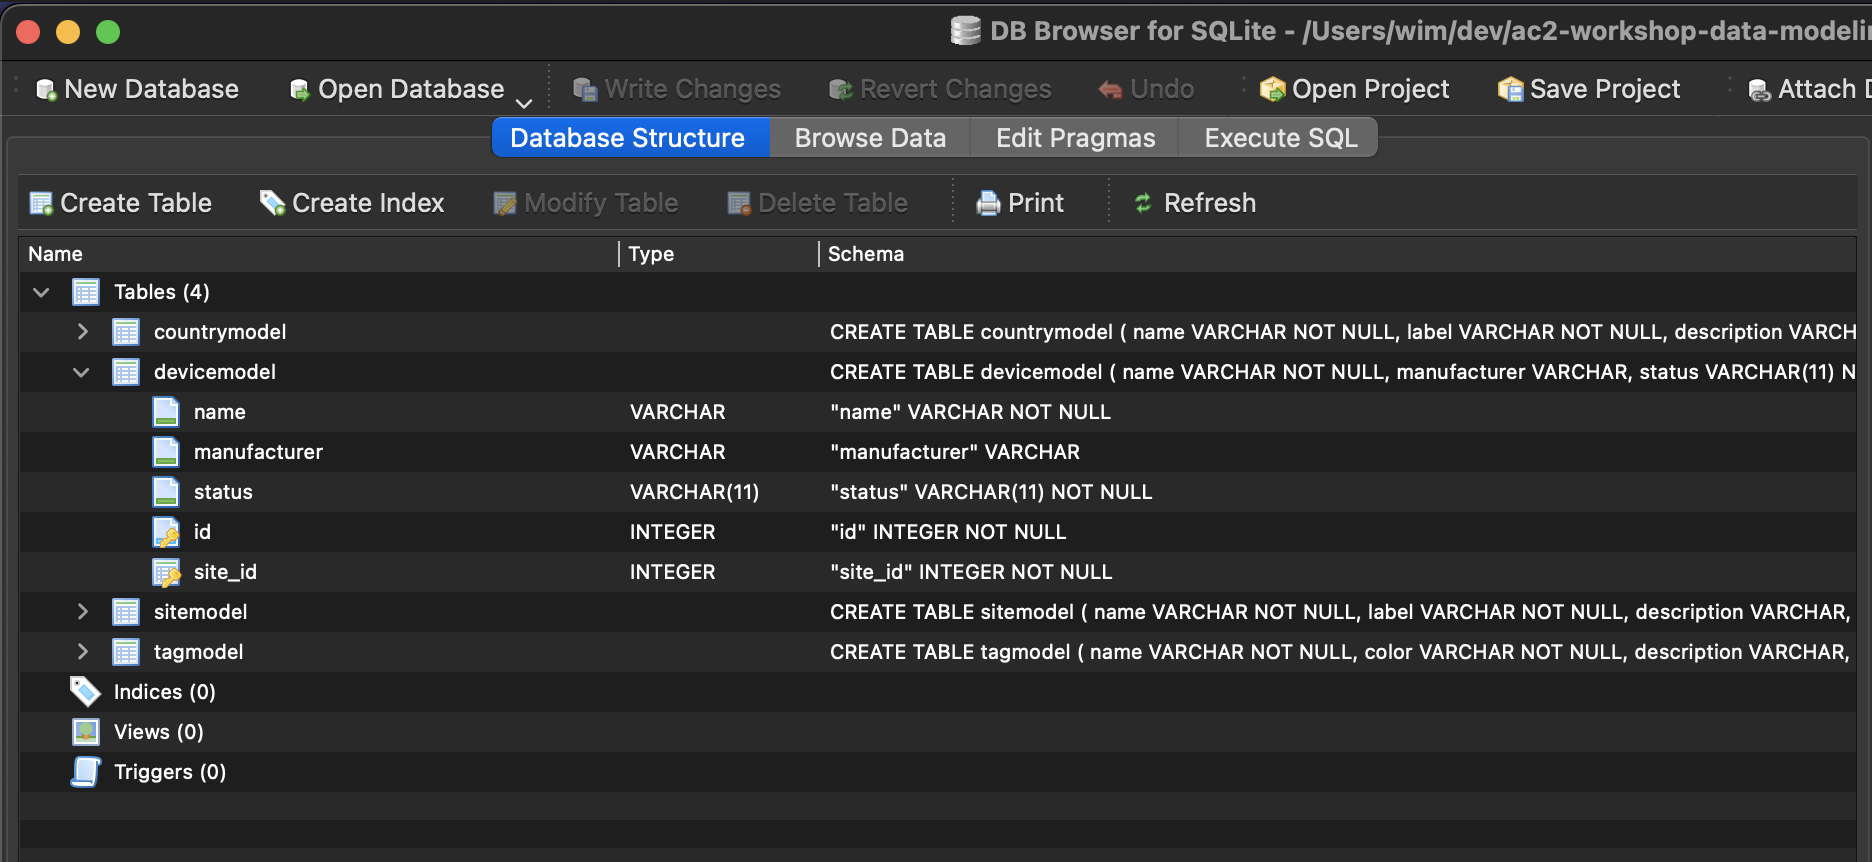 DB Browser for SQLite - /Users/wim/dev/ac2-workshop-data-modelin
New Database Open Database Write Changes Revert Changes Undo Open Project Save Project Attach D
Database Structure Browse Data Edit Pragmas Execute SQL
Create Table Create Index Modify Table Delete Table Print Refresh
Name Type Schema
Tables (4)
countrymodel CREATE TABLE countrymodel ( name VARCHAR NOT NULL, label VARCHAR NOT NULL, description VARCH
devicemodel CREATE TABLE devicemodel ( name VARCHAR NOT NULL, manufacturer VARCHAR, status VARCHAR(11) N
name VARCHAR "name" VARCHAR NOT NULL
manufacturer VARCHAR "manufacturer" VARCHAR
status VARCHAR(11) "status" VARCHAR(11) NOT NULL
id INTEGER "id" INTEGER NOT NULL
site_id INTEGER "site_id" INTEGER NOT NULL
sitemodel CREATE TABLE sitemodel ( name VARCHAR NOT NULL, label VARCHAR NOT NULL, description VARCHAR,
tagmodel CREATE TABLE tagmodel ( name VARCHAR NOT NULL, color VARCHAR NOT NULL, description VARCHAR,
Indices (0)
Views (0)
Triggers (0)